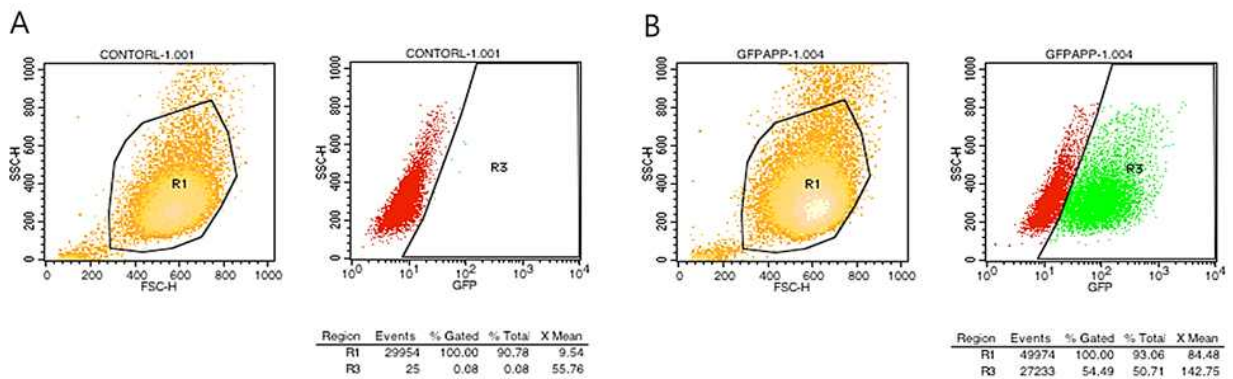 A
CONTORL-1.001
1000
800
600
400
200
0
SSC-H
R1
0 200 400 600 800 1000
FSC-H
CONTORL-1.001
1000
800
600
400
200
0
SSC-H
R3
10^0 10^1 10^2 10^3 10^4
GFP
Region Events % Gated % Total X Mean
R1 29954 100.00 90.78 9.54
R3 25 0.08 0.08 55.76
B
GFPAPP-1.004
1000
800
600
400
200
0
SSC-H
R1
0 200 400 600 800 1000
FSC-H
GFPAPP-1.004
1000
800
600
400
200
0
SSC-H
R3
10^0 10^1 10^2 10^3 10^4
GFP
Region Events % Gated % Total X Mean
R1 49974 100.00 93.06 84.48
R3 27233 54.49 50.71 142.75